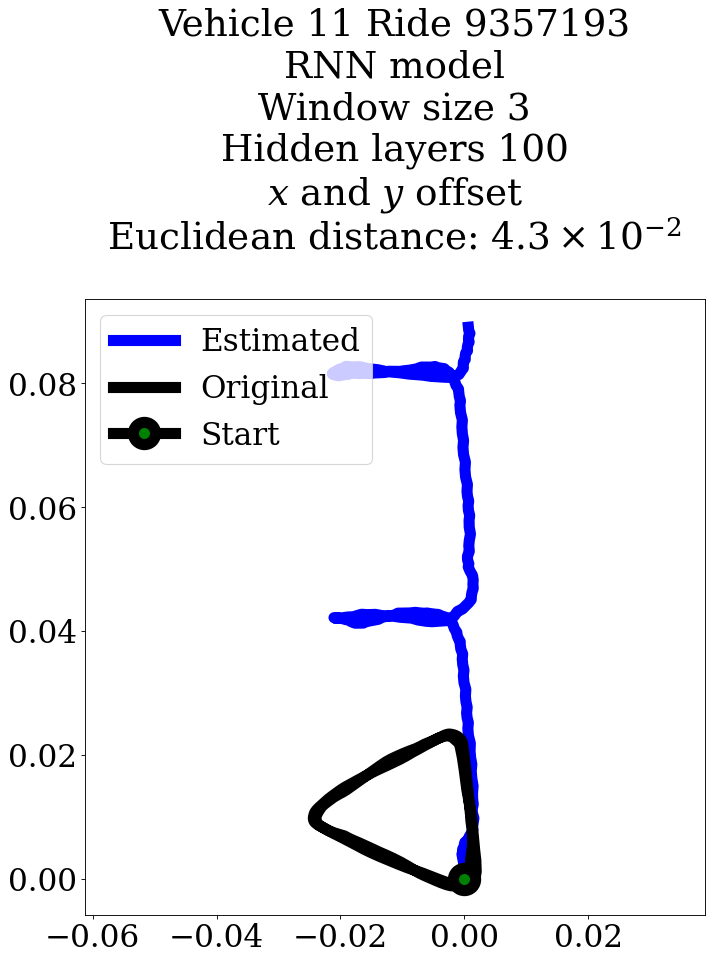 Vehicle 11 Ride 9357193
RNN model
Window size 3
Hidden layers 100
x and y offset
Euclidean distance: 4.3 × 10⁻²
Estimated
Original
Start
0.08
0.06
0.04
0.02
0.00
−0.06 −0.04 −0.02 0.00 0.02